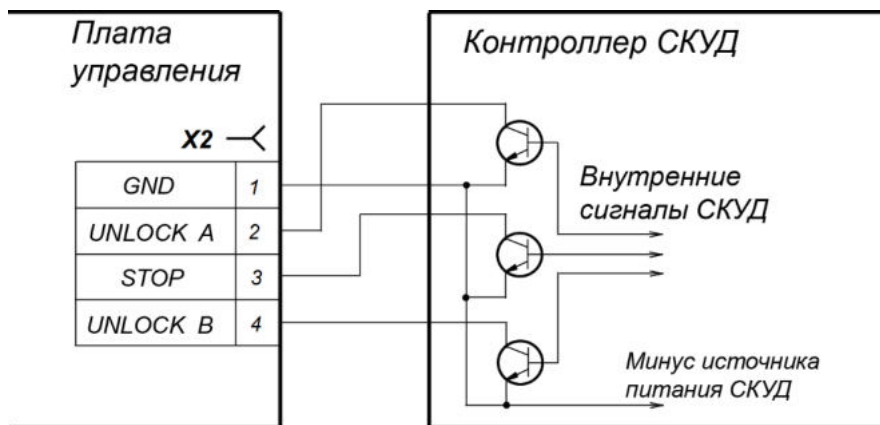 Плата
управления
Контроллер СКУД
X2
GND 1
UNLOCK A 2
STOP 3
UNLOCK B 4
Внутренние
сигналы СКУД
Минус источника
питания СКУД